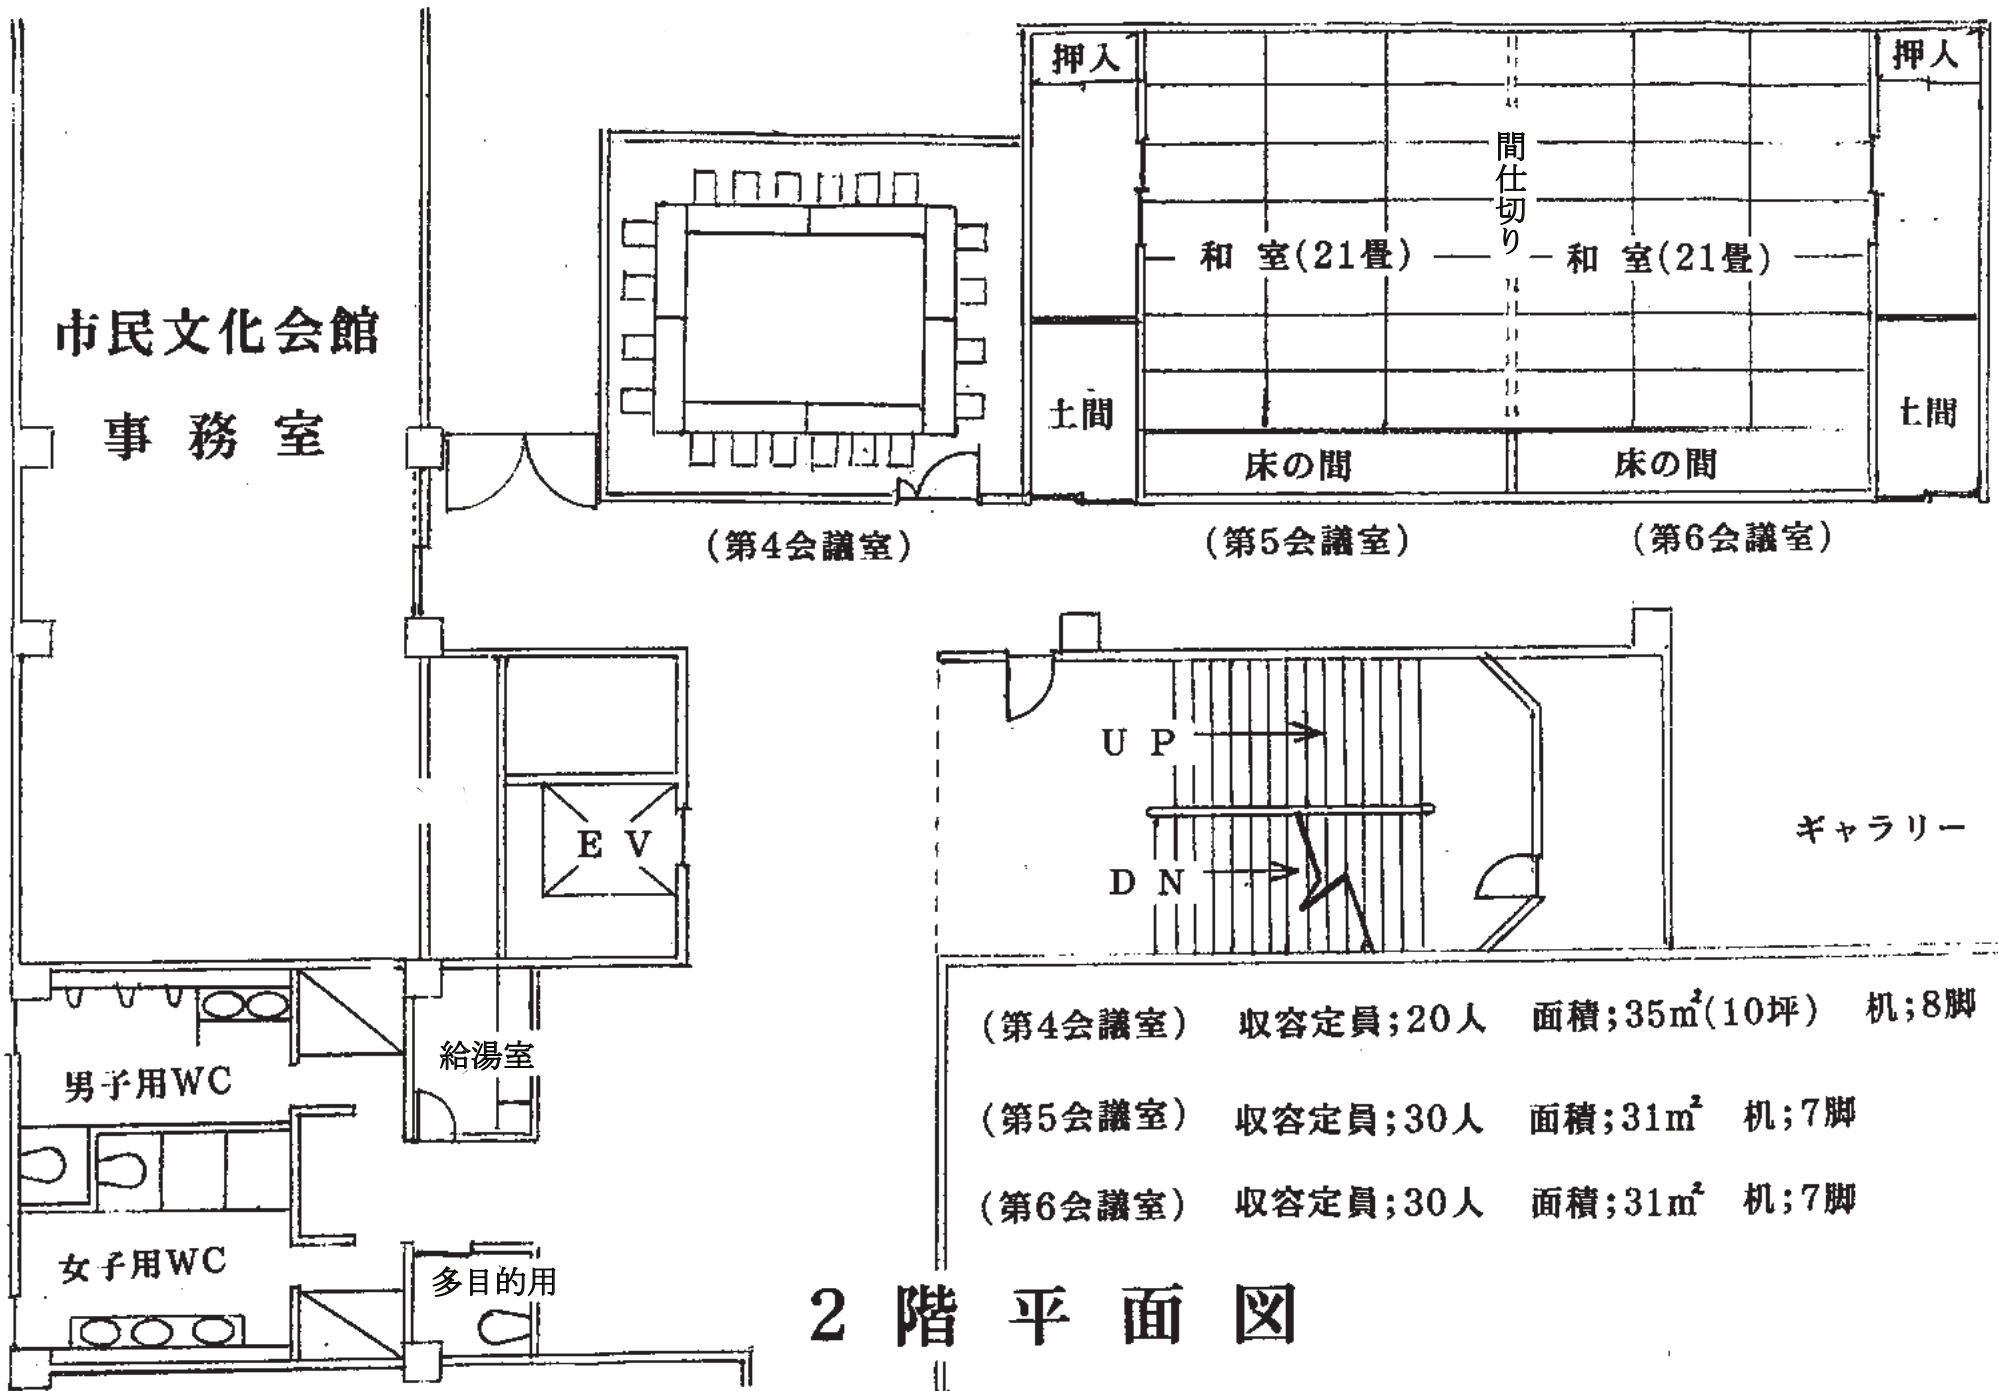 押入
押入
間仕切り
和 室(21畳)
和 室(21畳)
市民文化会館
事 務 室
土間
土間
床の間
床の間
(第4会議室)
(第5会議室)
(第6会議室)
UP
EV
DN
ギャラリー
(第4会議室) 収容定員;20人 面積;35㎡(10坪) 机;8脚
給湯室
男子用WC
(第5会議室) 収容定員;30人 面積;31㎡ 机;7脚
(第6会議室) 収容定員;30人 面積;31㎡ 机;7脚
女子用WC
多目的用
2 階 平 面 図